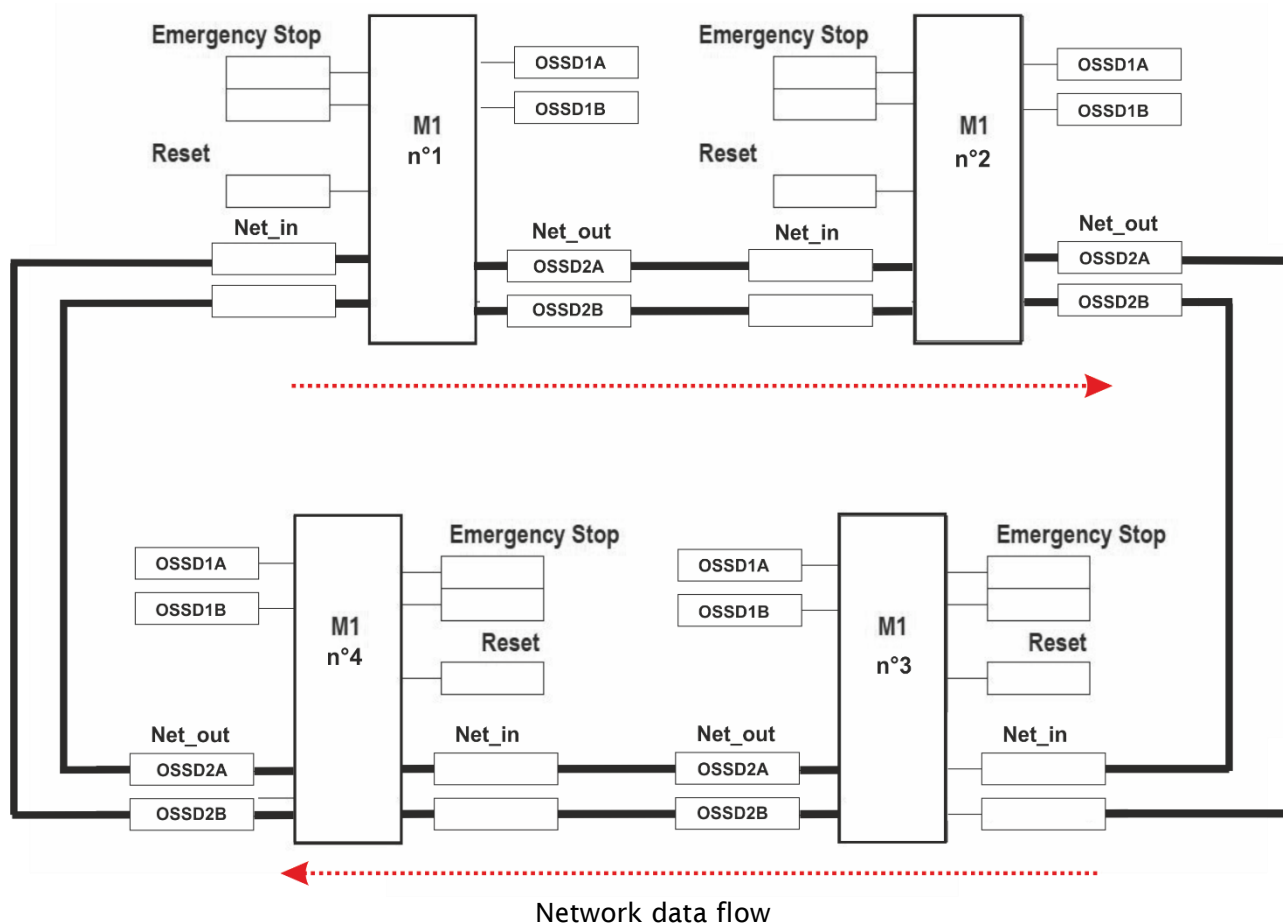 Emergency Stop
OSSD1A
OSSD1B
M1
n°1
Reset
Net_in
Net_out
OSSD2A
OSSD2B
Emergency Stop
OSSD1A
OSSD1B
M1
n°2
Reset
Net_in
Net_out
OSSD2A
OSSD2B
OSSD1A
OSSD1B
Emergency Stop
M1
n°4
Reset
Net_out
OSSD2A
OSSD2B
Net_in
OSSD1A
OSSD1B
Emergency Stop
M1
n°3
Reset
Net_out
OSSD2A
OSSD2B
Net_in
Network data flow